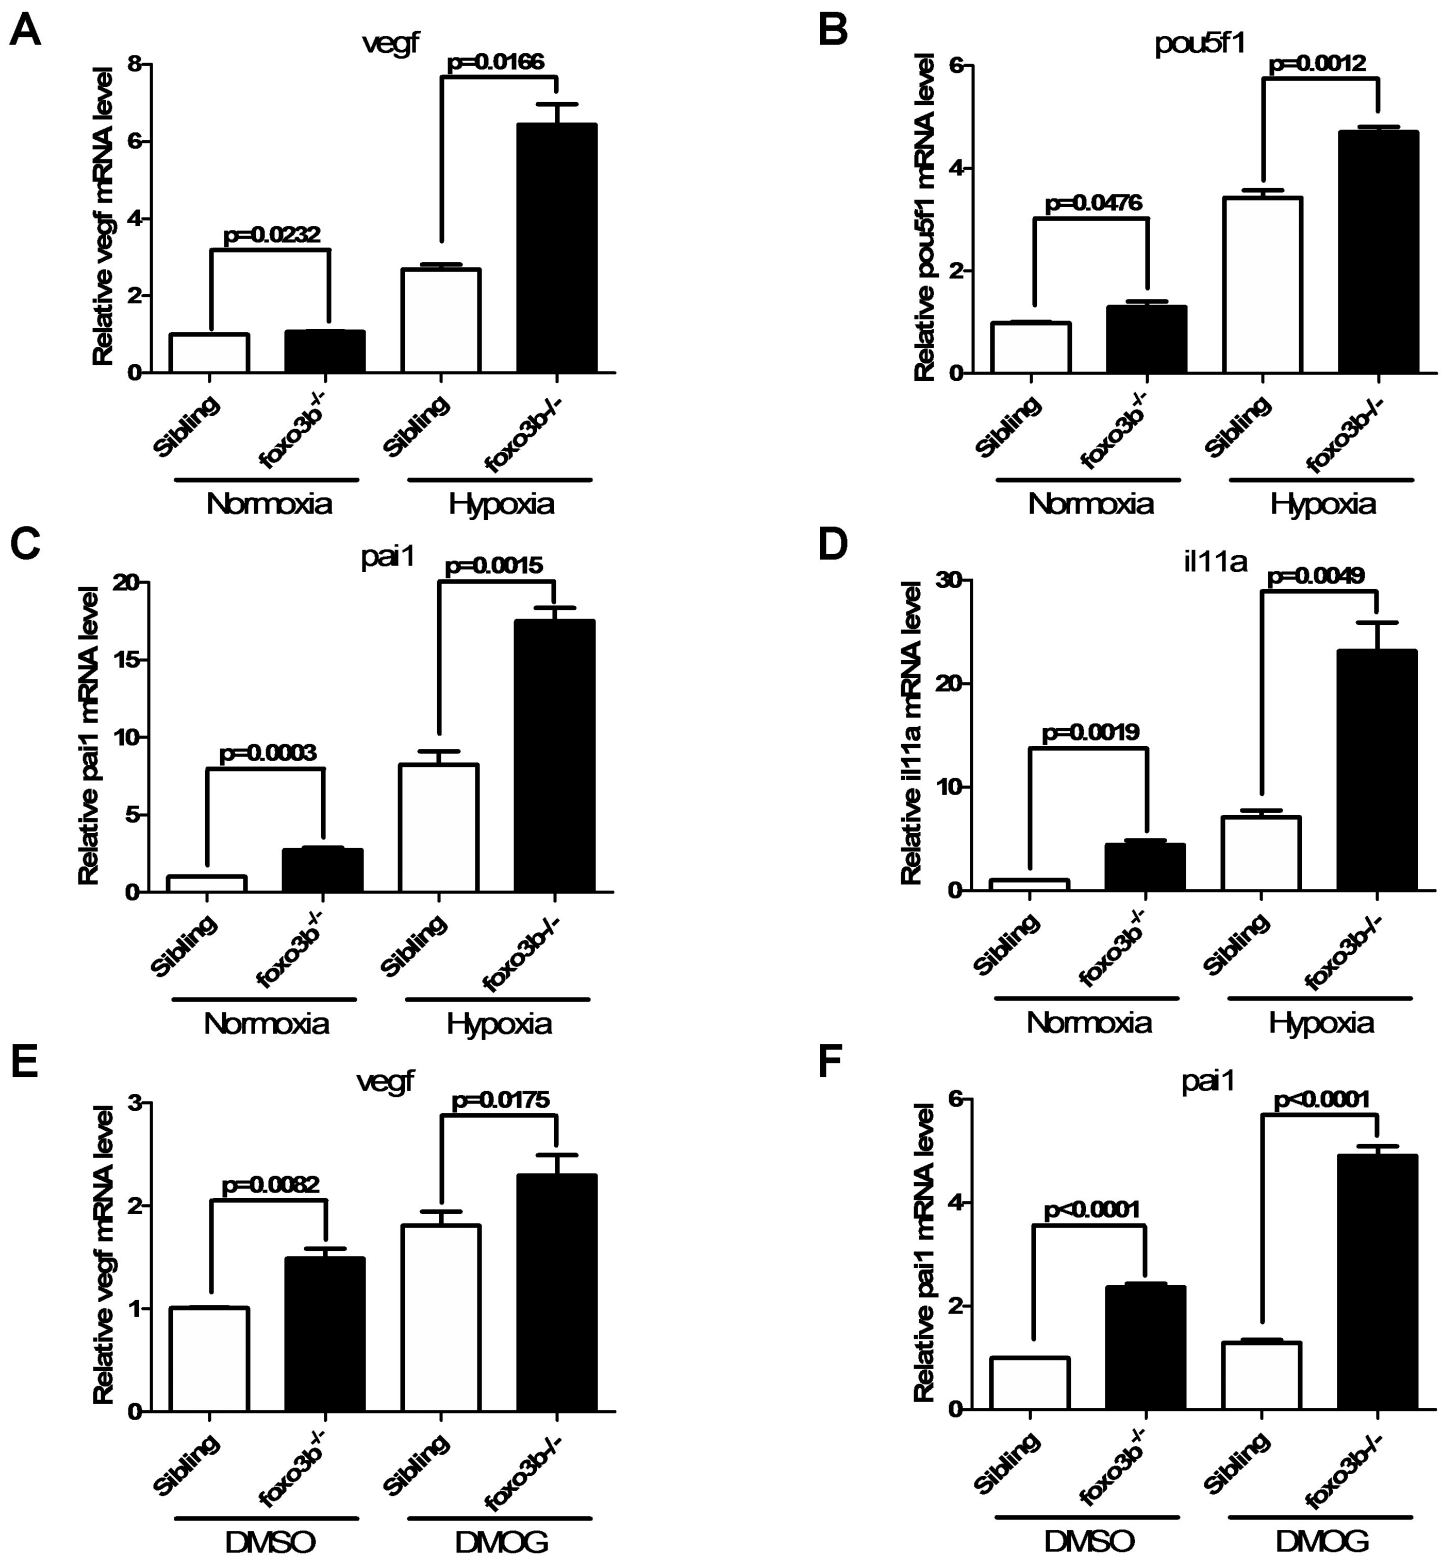 A
vegf
Relative vegf mRNA level
8
6
4
2
0
p=0.0232
p=0.0166
Sibling
foxo3b-/-
Sibling
foxo3b-/-
Normoxia
Hypoxia
B
pou5f1
Relative pou5f1 mRNA level
6
4
2
0
p=0.0476
p=0.0012
Sibling
foxo3b-/-
Sibling
foxo3b-/-
Normoxia
Hypoxia
C
pai1
Relative pai1 mRNA level
20
15
10
5
0
p=0.0003
p=0.0015
Sibling
foxo3b-/-
Sibling
foxo3b-/-
Normoxia
Hypoxia
D
il11a
Relative il11a mRNA level
30
20
10
0
p=0.0019
p=0.0049
Sibling
foxo3b-/-
Sibling
foxo3b-/-
Normoxia
Hypoxia
E
vegf
Relative vegf mRNA level
3
2
1
0
p=0.0082
p=0.0175
Sibling
foxo3b-/-
Sibling
foxo3b-/-
DMSO
DMOG
F
pai1
Relative pai1 mRNA level
6
4
2
0
p<0.0001
p<0.0001
Sibling
foxo3b-/-
Sibling
foxo3b-/-
DMSO
DMOG